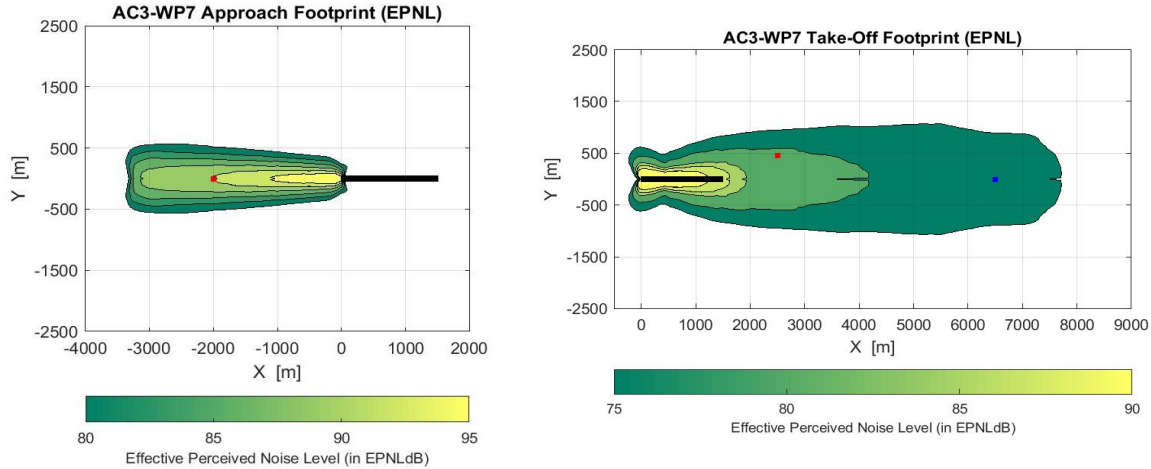 AC3-WP7 Approach Footprint (EPNL)
2500
1500
500
-500
-1500
-2500
Y [m]
-4000 -3000 -2000 -1000 0 1000 2000
X [m]
80 85 90 95
Effective Perceived Noise Level (in EPNLdB)
AC3-WP7 Take-Off Footprint (EPNL)
2500
1500
500
-500
-1500
-2500
Y [m]
0 1000 2000 3000 4000 5000 6000 7000 8000 9000
X [m]
75 80 85 90
Effective Perceived Noise Level (in EPNLdB)